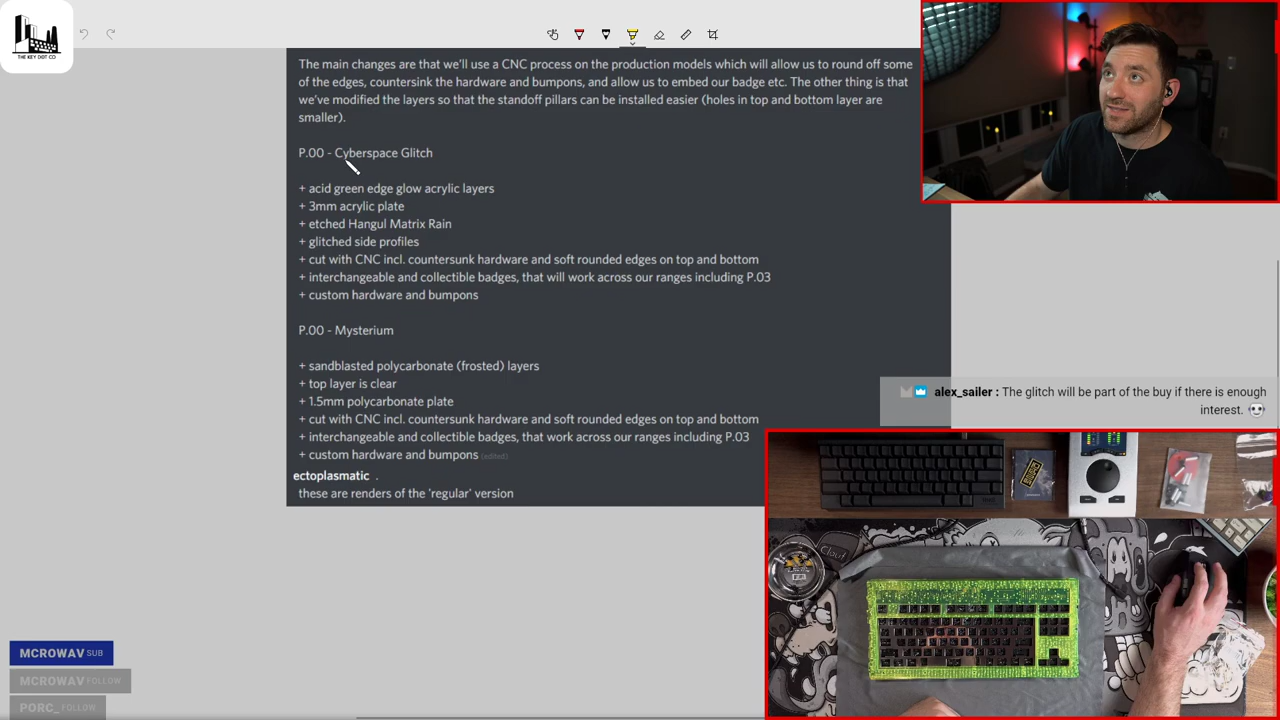 THE KEY DOT CO
The main changes are that we'll use a CNC process on the production models which will allow us to round off some
of the edges, countersink the hardware and bumpons, and allow us to embed our badge etc. The other thing is that
we've modified the layers so that the standoff pillars can be installed easier (holes in top and bottom layer are
smaller).
P.00 - Cyberspace Glitch
+ acid green edge glow acrylic layers
+ 3mm acrylic plate
+ etched Hangul Matrix Rain
+ glitched side profiles
+ cut with CNC incl. countersunk hardware and soft rounded edges on top and bottom
+ interchangeable and collectible badges, that will work across our ranges including P.03
+ custom hardware and bumpons
P.00 - Mysterium
+ sandblasted polycarbonate (frosted) layers
+ top layer is clear
+ 1.5mm polycarbonate plate
+ cut with CNC incl. countersunk hardware and soft rounded edges on top and bottom
+ interchangeable and collectible badges, that work across our ranges including P.03
+ custom hardware and bumpons (edited)
ectoplasmatic .
these are renders of the 'regular' version
alex_sailer : The glitch will be part of the buy if there is enough
interest.
Clout
MCROWAV SUB
MCROWAV FOLLOW
PORC_ FOLLOW